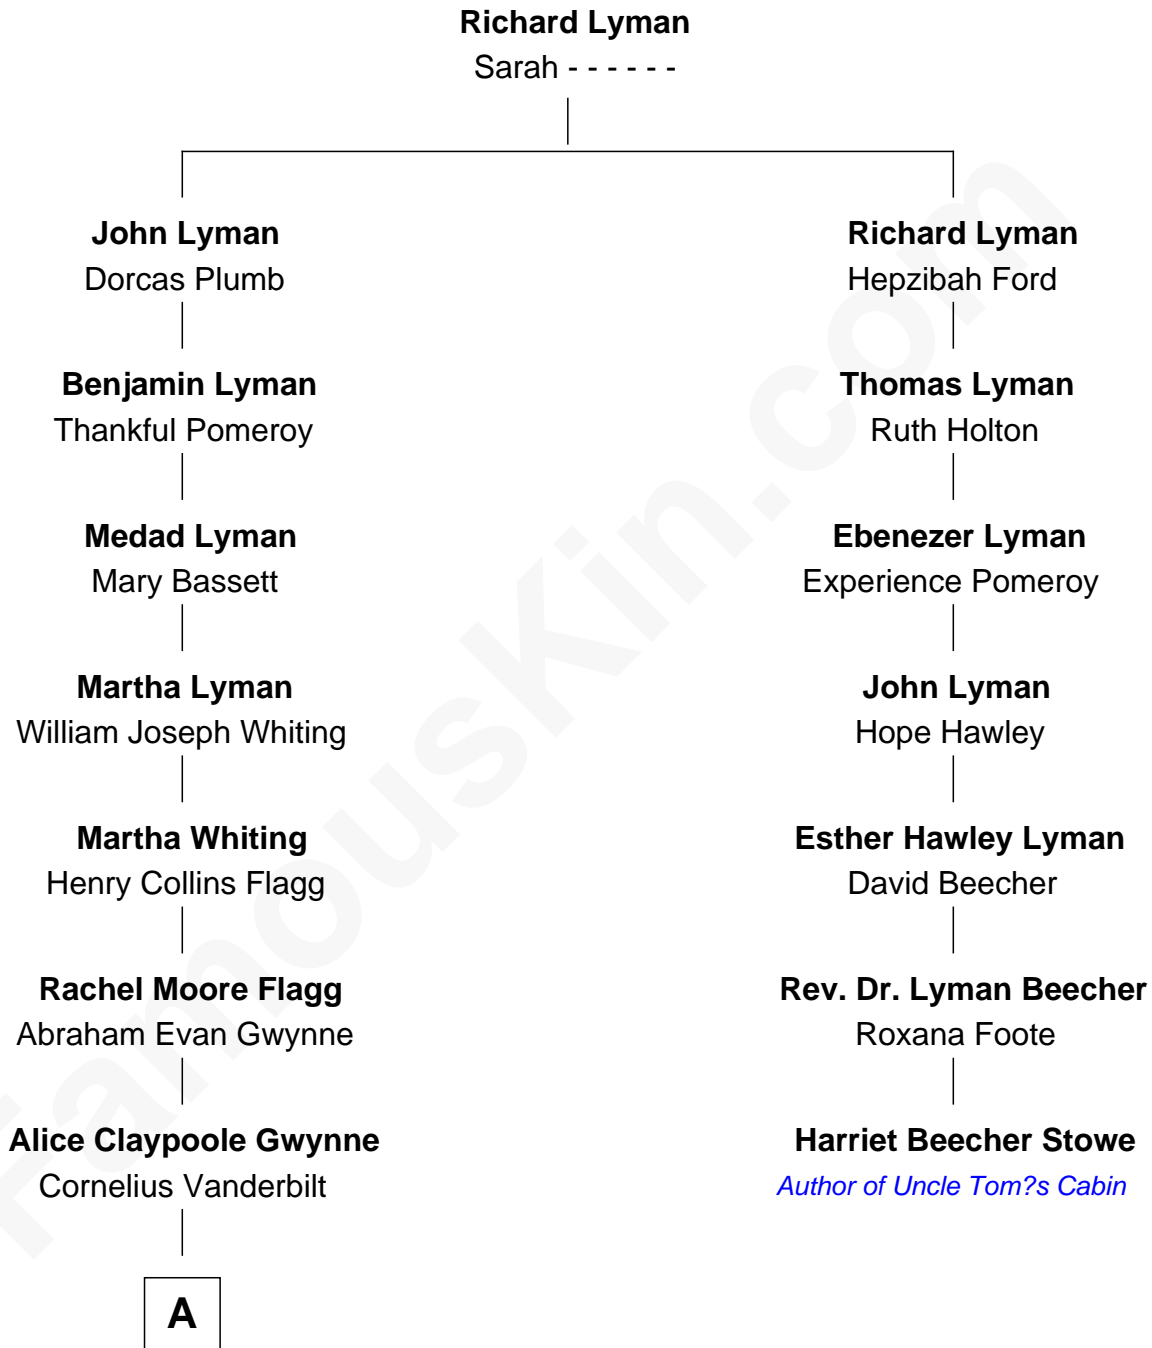 Richard Lyman
Sarah - - - - - -
John Lyman
Dorcas Plumb
Richard Lyman
Hepzibah Ford
Benjamin Lyman
Thankful Pomeroy
Thomas Lyman
Ruth Holton
Medad Lyman
Mary Bassett
Ebenezer Lyman
Experience Pomeroy
Martha Lyman
William Joseph Whiting
John Lyman
Hope Hawley
Martha Whiting
Henry Collins Flagg
Esther Hawley Lyman
David Beecher
Rachel Moore Flagg
Abraham Evan Gwynne
Rev. Dr. Lyman Beecher
Roxana Foote
Alice Claypoole Gwynne
Cornelius Vanderbilt
Harriet Beecher Stowe
Author of Uncle Tom?s Cabin
A
FamousKin.com